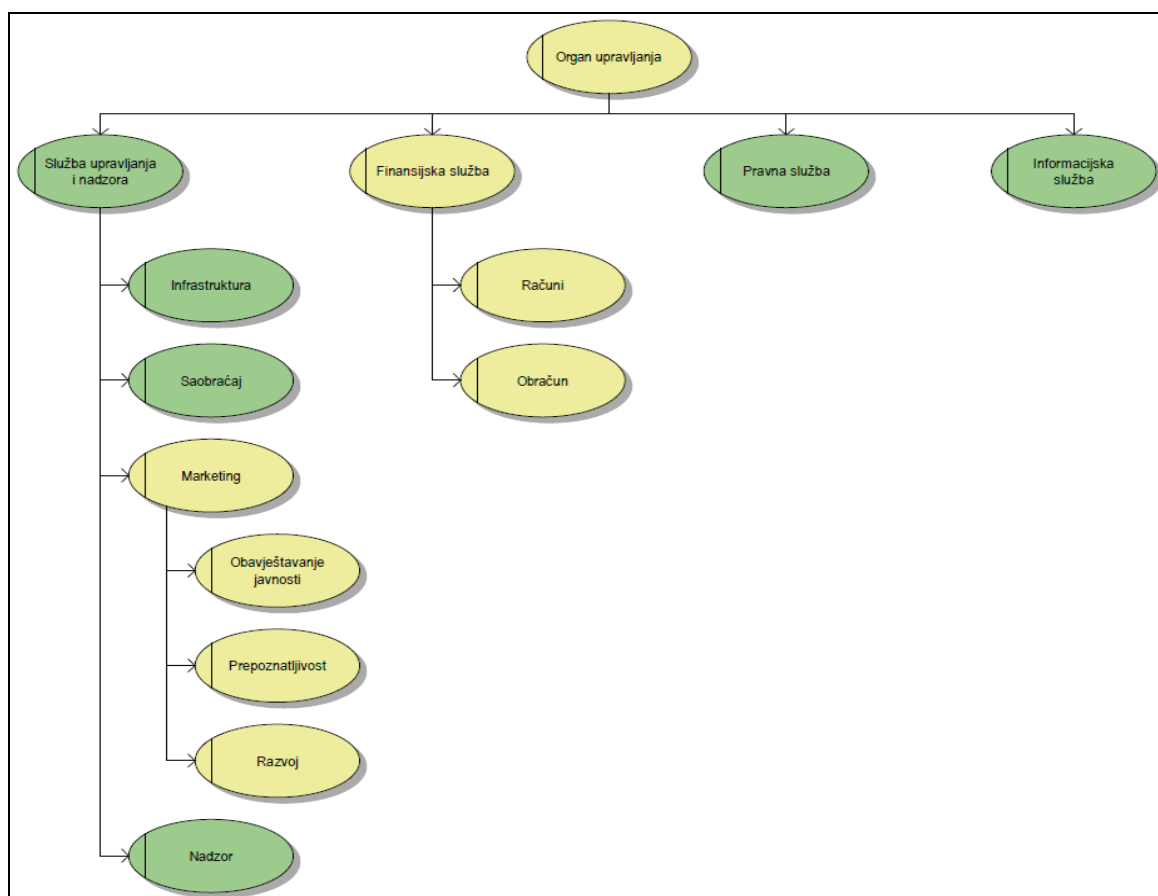 Organ upravljanja
Služba upravljanja
i nadzora
Finansijska služba
Pravna služba
Informacijska
služba
Infrastruktura
Računi
Saobraćaj
Obračun
Marketing
Obavještavanje
javnosti
Prepoznatljivost
Razvoj
Nadzor